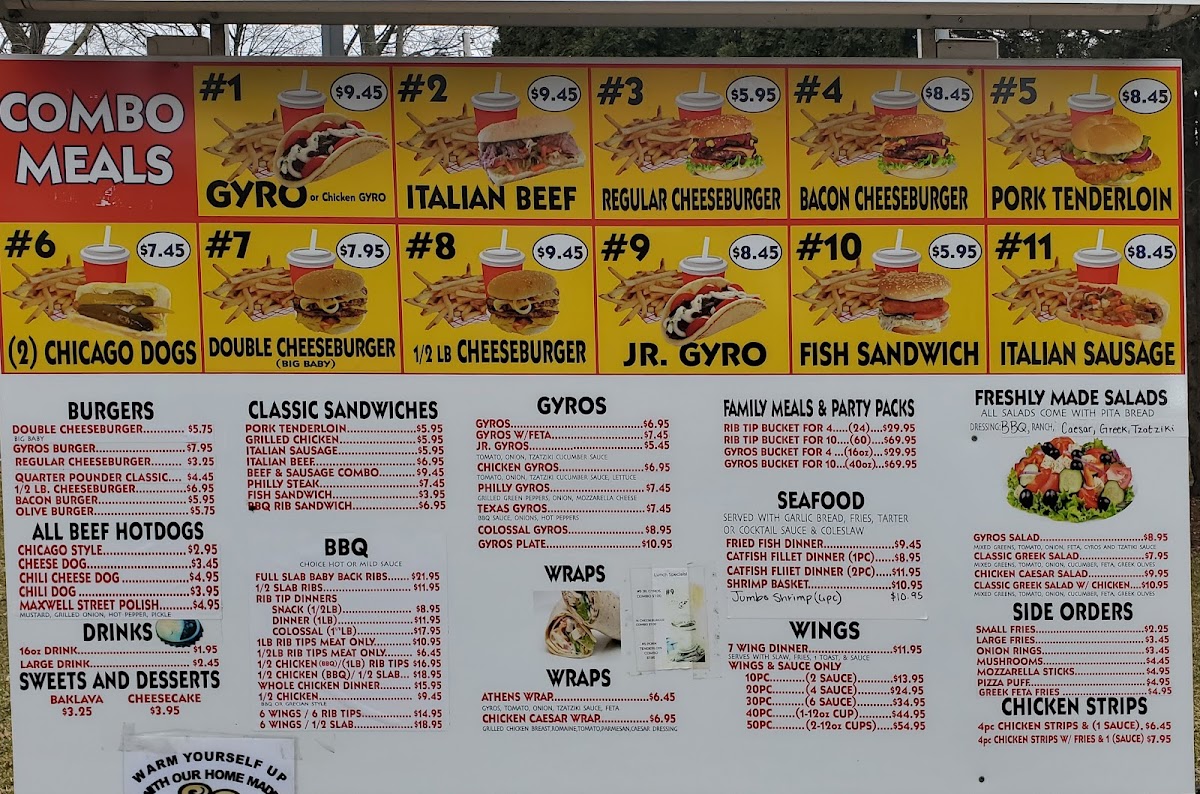 COMBO
MEALS
#1 $9.45
GYRO or Chicken GYRO
#2 $9.45
ITALIAN BEEF
#3 $5.95
REGULAR CHEESEBURGER
#4 $8.45
BACON CHEESEBURGER
#5 $8.45
PORK TENDERLOIN
#6 $7.45
(2) CHICAGO DOGS
#7 $7.95
DOUBLE CHEESEBURGER
(BIG BABY)
#8 $9.45
1/2 LB CHEESEBURGER
#9 $8.45
JR. GYRO
#10 $5.95
FISH SANDWICH
#11 $8.45
ITALIAN SAUSAGE
BURGERS
DOUBLE CHEESEBURGER........ $5.75
BIG BABY
GYROS BURGER..................$7.95
REGULAR CHEESEBURGER....... $3.25
QUARTER POUNDER CLASSIC.... $4.45
1/2 LB. CHEESEBURGER...........$6.95
BACON BURGER..................$5.95
OLIVE BURGER...................$5.75
ALL BEEF HOTDOGS
CHICAGO STYLE..................$2.95
CHEESE DOG.....................$3.45
CHILI CHEESE DOG ..............$4.95
CHILI DOG ......................$3.95
MAXWELL STREET POLISH........$4.95
MUSTARD, GRILLED ONION, HOT PEPPER, PICKLE
DRINKS
16oz DRINK......................$1.95
LARGE DRINK....................$2.45
SWEETS AND DESSERTS
BAKLAVA CHEESECAKE
$3.25 $3.95
WARM YOURSELF UP
WITH OUR HOME MADE
CLASSIC SANDWICHES
PORK TENDERLOIN................$5.95
GRILLED CHICKEN................$5.95
ITALIAN SAUSAGE................$5.95
ITALIAN BEEF....................$6.95
BEEF & SAUSAGE COMBO.........$9.45
PHILLY STEAK....................$7.45
FISH SANDWICH..................$3.95
BBQ RIB SANDWICH..............$6.95
BBQ
CHOICE HOT OR MILD SAUCE
FULL SLAB BABY BACK RIBS...... $21.95
1/2 SLAB RIBS...................$11.95
RIB TIP DINNERS
SNACK (1/2LB).................$8.95
DINNER (1LB)..................$11.95
COLOSSAL (1"LB)...............$17.95
1LB RIB TIPS MEAT ONLY.........$10.95
1/2LB RIB TIPS MEAT ONLY.......$6.45
1/2 CHICKEN (BBQ)/(1LB) RIB TIPS $16.95
1/2 CHICKEN (BBQ)/ 1/2 SLAB... $18.95
WHOLE CHICKEN DINNER.........$15.95
1/2 CHICKEN....................$9.45
BBQ OR GRECIAN STYLE
6 WINGS / 6 RIB TIPS...........$14.95
6 WINGS / 1/2 SLAB.............$18.95
GYROS
GYROS..........................$6.95
GYROS W/FETA..................$7.45
JR. GYROS......................$5.45
TOMATO, ONION, TZATZIKI CUCUMBER SAUCE
CHICKEN GYROS.................$6.95
TOMATO, ONION, TZATZIKI CUCUMBER SAUCE, LETTUCE
PHILLY GYROS...................$7.45
GRILLED GREEN PEPPERS, ONION, MOZZARELLA CHEESE
TEXAS GYROS....................$7.45
BBQ SAUCE, ONIONS, HOT PEPPERS
COLOSSAL GYROS................$8.95
GYROS PLATE....................$10.95
WRAPS
#9
WRAPS
ATHENS WRAP...................$6.45
GYROS, TOMATO, ONION, TZATZIKI SAUCE, FETA
CHICKEN CAESAR WRAP..........$6.95
GRILLED CHICKEN BREAST,ROMAINE,TOMATO,PARMESAN,CAESAR DRESSING
FAMILY MEALS & PARTY PACKS
RIB TIP BUCKET FOR 4.....(24)...$29.95
RIB TIP BUCKET FOR 10....(60)...$69.95
GYROS BUCKET FOR 4 ...(16oz)...$29.95
GYROS BUCKET FOR 10...(40oz)...$69.95
SEAFOOD
SERVED WITH GARLIC BREAD, FRIES, TARTER
OR COCKTAIL SAUCE & COLESLAW
FRIED FISH DINNER..............$9.45
CATFISH FILLET DINNER (1PC)....$8.95
CATFISH FLIIET DINNER (2PC)....$11.95
SHRIMP BASKET..................$10.95
Jumbo Shrimp (4pc) $10.95
WINGS
7 WING DINNER..................$11.95
SERVES WITH SLAW, FRIES, 1 TOAST, & SAUCE
WINGS & SAUCE ONLY
10PC.......(2 SAUCE)........$13.95
20PC.......(4 SAUCE)........$24.95
30PC.......(6 SAUCE)........$34.95
40PC.....(1-12oz CUP).......$44.95
50PC.......(2-12oz CUPS)....$54.95
FRESHLY MADE SALADS
ALL SALADS COME WITH PITA BREAD
DRESSING: BBQ, RANCH, Caesar, Greek, Tzatziki
GYROS SALAD....................$8.95
MIXED GREENS, TOMATO, ONION, FETA, GYROS AND TZATIKI SAUCE
CLASSIC GREEK SALAD...........$7.95
MIXED GREENS, TOMATO, ONIONS, CUCUMBER, FETA, GREEK OLIVES
CHICKEN CAESAR SALAD.........$9.95
CLASSIC GREEK SALAD W/ CHICKEN...$10.95
MIXED GREENS, TOMATO, ONIONS, CUCUMBER, FETA, GREEK OLIVES
SIDE ORDERS
SMALL FRIES....................$2.25
LARGE FRIES....................$3.45
ONION RINGS...................$3.45
MUSHROOMS....................$4.45
MOZZARELLA STICKS............$4.95
PIZZA PUFF.....................$4.95
GREEK FETA FRIES ..............$4.95
CHICKEN STRIPS
4pc CHICKEN STRIPS & (1 SAUCE). $6.45
4pc CHICKEN STRIPS W/ FRIES & 1 (SAUCE) $7.95